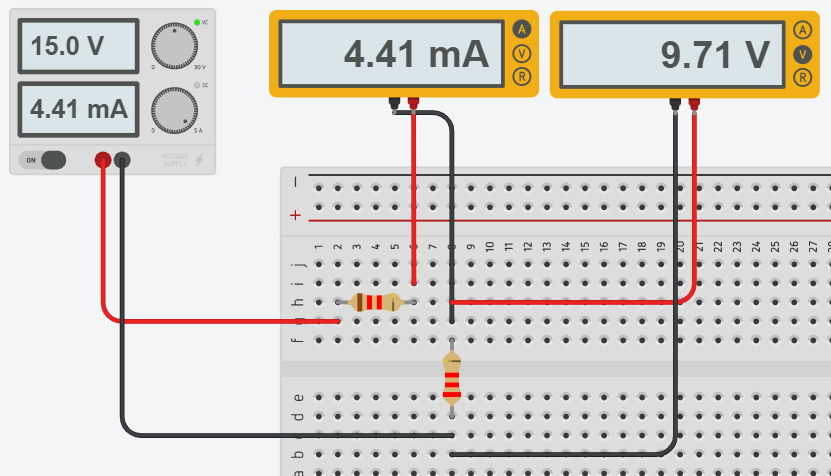 15.0 V
VC
0
30 V
4.41 mA
CC
0
5 A
ON
VOLTAGE
SUPPLY
4.41 mA
A
V
R
9.71 V
A
V
R
−
+
1 2 3 4 5 6 7 8 9 10 11 12 13 14 15 16 17 18 19 20 21 22 23 24 25 26 27 28
j
i
h
g
f
e
d
c
b
a